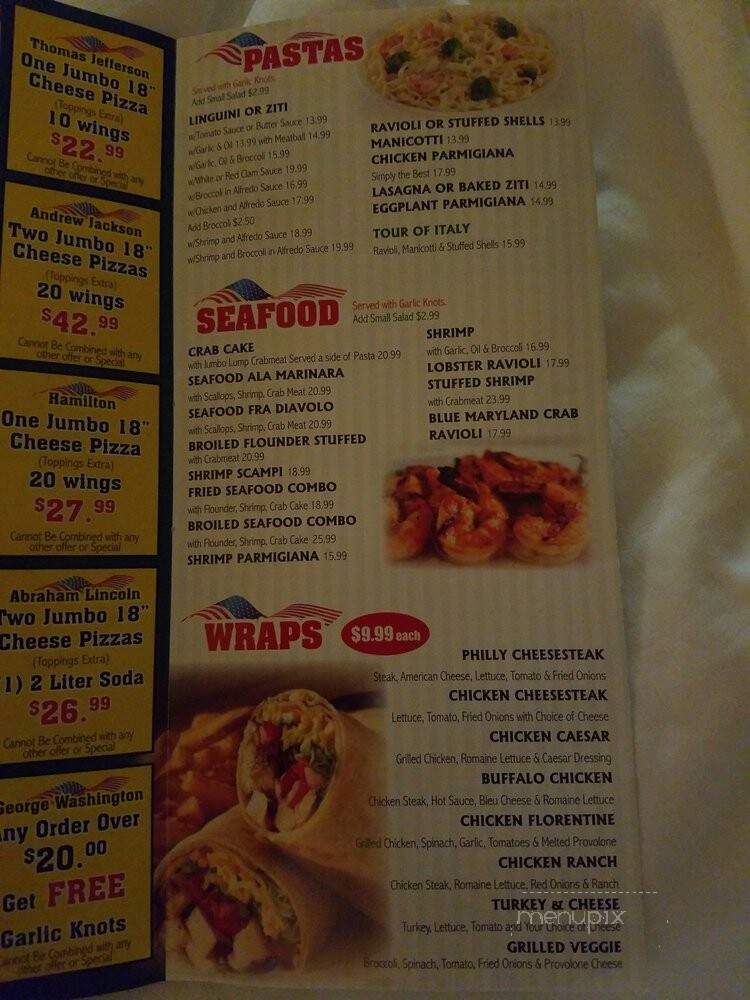 Thomas Jefferson
One Jumbo 18"
Cheese Pizza
(Toppings Extra)
10 wings
$22.99
Cannot Be Combined with any
other offer or Special
Andrew Jackson
Two Jumbo 18"
Cheese Pizzas
(Toppings Extra)
20 wings
$42.99
Cannot Be Combined with any
other offer or Special
Hamilton
One Jumbo 18"
Cheese Pizza
(Toppings Extra)
20 wings
$27.99
Cannot Be Combined with any
other offer or Special
Abraham Lincoln
Two Jumbo 18"
Cheese Pizzas
(Toppings Extra)
1) 2 Liter Soda
$26.99
Cannot Be Combined with any
other offer or Special
George Washington
Any Order Over
$20.00
Get FREE
Garlic Knots
Cannot Be Combined with any
other offer or Special
PASTAS
Served with Garlic Knots.
Add Small Salad $2.99
LINGUINI OR ZITI
w/Tomato Sauce or Butter Sauce 13.99
w/Garlic & Oil 13.99 with Meatball 14.99
w/Garlic, Oil & Broccoli 15.99
w/White or Red Clam Sauce 19.99
w/Broccoli in Alfredo Sauce 16.99
w/Chicken and Alfredo Sauce 17.99
Add Broccoli $2.50
w/Shrimp and Alfredo Sauce 18.99
w/Shrimp and Broccoli in Alfredo Sauce 19.99
RAVIOLI OR STUFFED SHELLS 13.99
MANICOTTI 13.99
CHICKEN PARMIGIANA
Simply the Best 17.99
LASAGNA OR BAKED ZITI 14.99
EGGPLANT PARMIGIANA 14.99
TOUR OF ITALY
Ravioli, Manicotti & Stuffed Shells 15.99
SEAFOOD
Served with Garlic Knots.
Add Small Salad $2.99
CRAB CAKE
with Jumbo Lump Crabmeat Served a side of Pasta 20.99
SEAFOOD ALA MARINARA
with Scallops, Shrimp, Crab Meat 20.99
SEAFOOD FRA DIAVOLO
with Scallops, Shrimp, Crab Meat 20.99
BROILED FLOUNDER STUFFED
with Crabmeat 20.99
SHRIMP SCAMPI 18.99
FRIED SEAFOOD COMBO
with Flounder, Shrimp, Crab Cake 18.99
BROILED SEAFOOD COMBO
with Flounder, Shrimp, Crab Cake 25.99
SHRIMP PARMIGIANA 15.99
SHRIMP
with Garlic, Oil & Broccoli 16.99
LOBSTER RAVIOLI 17.99
STUFFED SHRIMP
with Crabmeat 23.99
BLUE MARYLAND CRAB
RAVIOLI 17.99
WRAPS
$9.99 each
PHILLY CHEESESTEAK
Steak, American Cheese, Lettuce, Tomato & Fried Onions
CHICKEN CHEESESTEAK
Lettuce, Tomato, Fried Onions with Choice of Cheese
CHICKEN CAESAR
Grilled Chicken, Romaine Lettuce & Caesar Dressing
BUFFALO CHICKEN
Chicken Steak, Hot Sauce, Bleu Cheese & Romaine Lettuce
CHICKEN FLORENTINE
Grilled Chicken, Spinach, Garlic, Tomatoes & Melted Provolone
CHICKEN RANCH
Chicken Steak, Romaine Lettuce, Red Onions & Ranch
TURKEY & CHEESE
Turkey, Lettuce, Tomato and Your Choice of Cheese
GRILLED VEGGIE
Broccoli, Spinach, Tomato, Fried Onions & Provolone Cheese
menupix